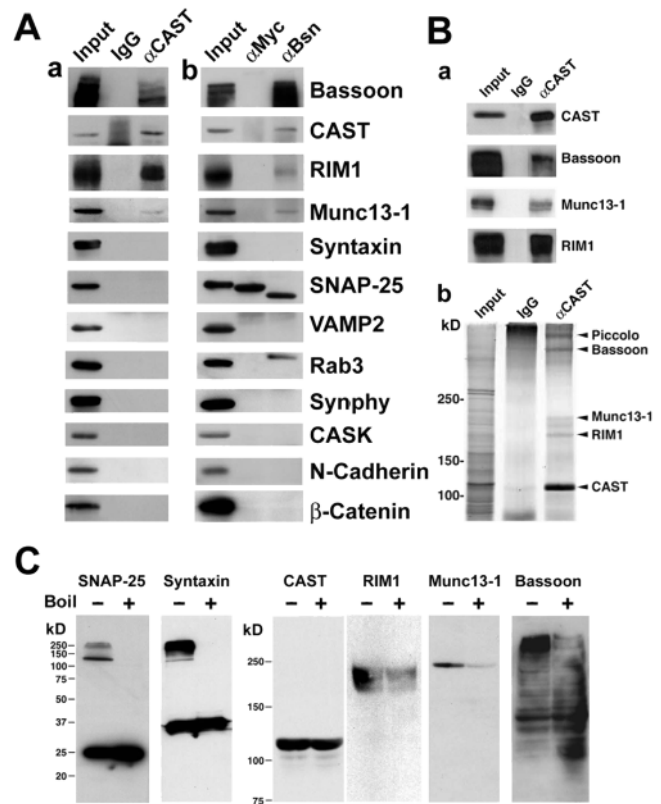 A
B
a
Input
IgG
αCAST
b
Input
αMyc
αBsn
Bassoon
CAST
RIM1
Munc13-1
Syntaxin
SNAP-25
VAMP2
Rab3
Synphy
CASK
N-Cadherin
β-Catenin
a
Input
IgG
αCAST
CAST
Bassoon
Munc13-1
RIM1
b
Input
IgG
αCAST
kD
250-
150-
100-
Piccolo
Bassoon
Munc13-1
RIM1
CAST
C
SNAP-25 Syntaxin CAST RIM1 Munc13-1 Bassoon
Boil − + − + − + − + − + − +
kD
250
150
100
75
50
37
25
20
kD
250
150
100
75